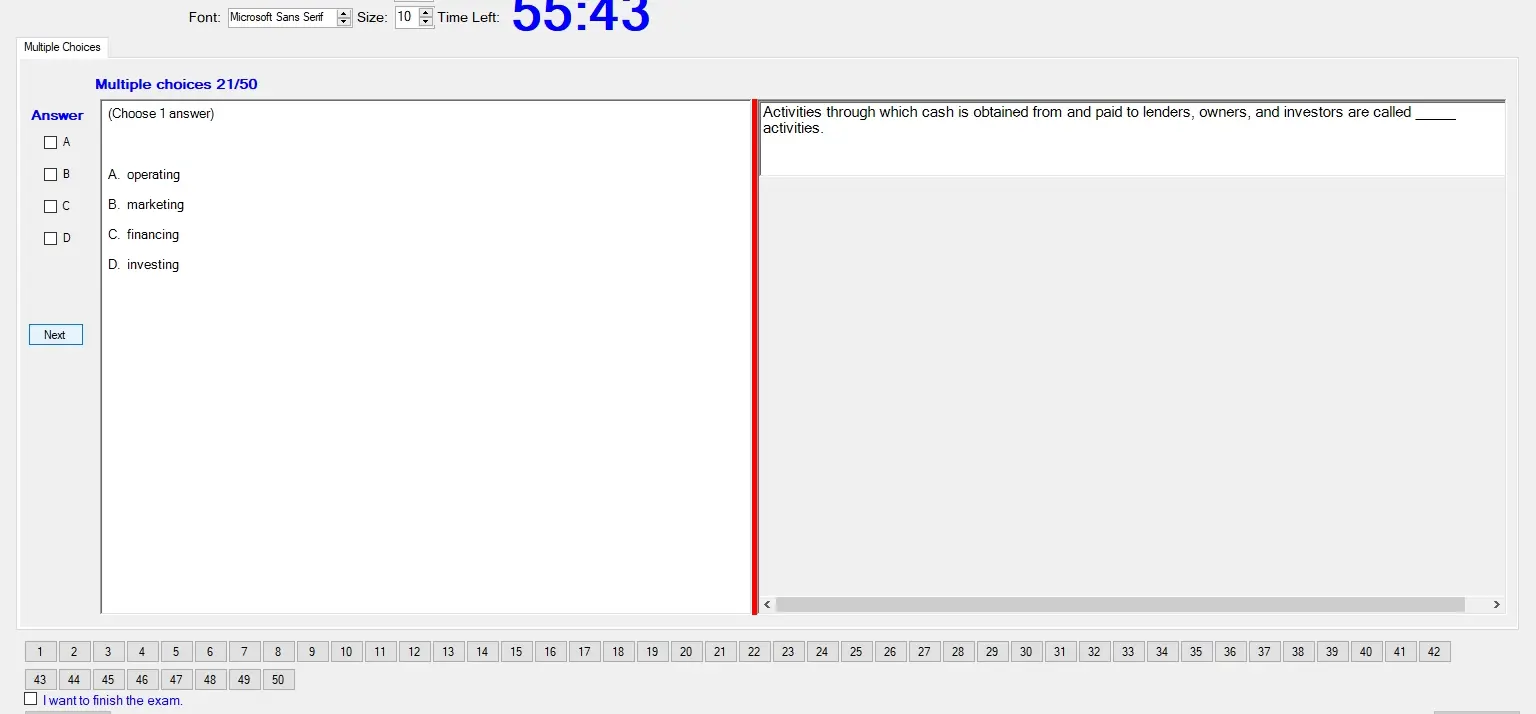 Font: Microsoft Sans Serif Size: 10 Time Left: 55:43
Multiple Choices
Multiple choices 21/50
Answer
A
B
C
D
Next
(Choose 1 answer)
A. operating
B. marketing
C. financing
D. investing
Activities through which cash is obtained from and paid to lenders, owners, and investors are called _____
activities.
1 2 3 4 5 6 7 8 9 10 11 12 13 14 15 16 17 18 19 20 21 22 23 24 25 26 27 28 29 30 31 32 33 34 35 36 37 38 39 40 41 42
43 44 45 46 47 48 49 50
I want to finish the exam.